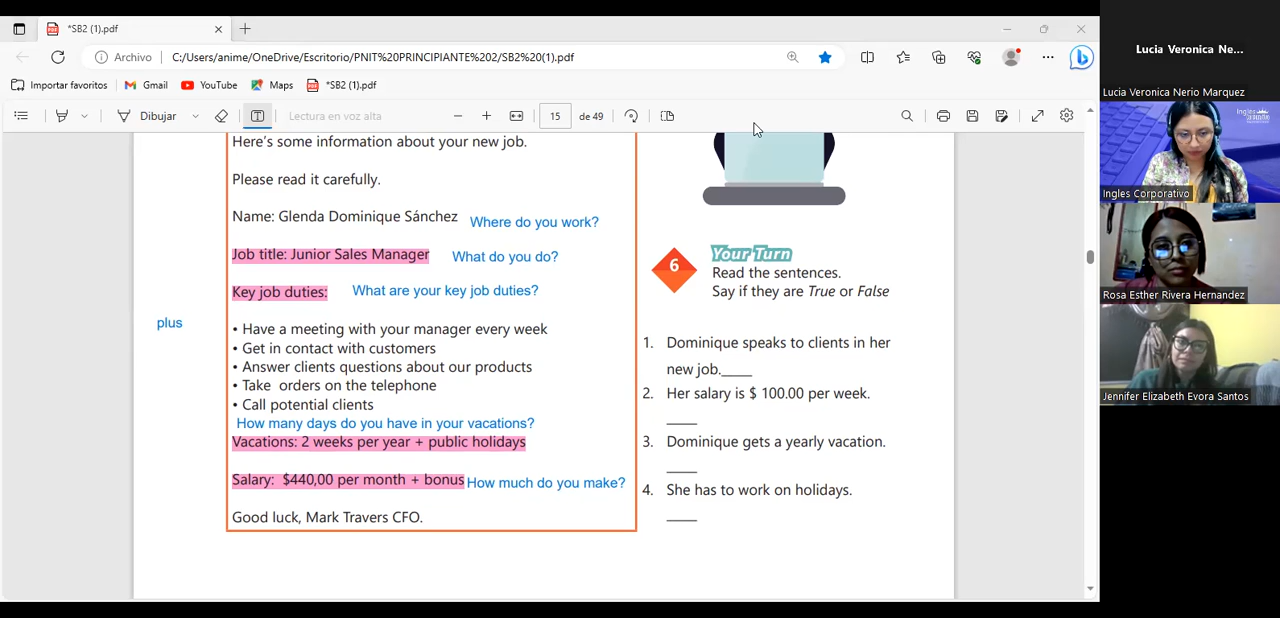 *SB2 (1).pdf
Archivo
C:/Users/anime/OneDrive/Escritorio/PNIT%20PRINCIPIANTE%202/SB2%20(1).pdf
Importar favoritos
Gmail
YouTube
Maps
*SB2 (1).pdf
Dibujar
Lectura en voz alta
15
de 49
Here's some information about your new job.
Please read it carefully.
Name: Glenda Dominique Sánchez
Where do you work?
Job title: Junior Sales Manager
What do you do?
Key job duties:
What are your key job duties?
plus
• Have a meeting with your manager every week
• Get in contact with customers
• Answer clients questions about our products
• Take orders on the telephone
• Call potential clients
How many days do you have in your vacations?
Vacations: 2 weeks per year + public holidays
Salary: $440,00 per month + bonus
How much do you make?
Good luck, Mark Travers CFO.
6
Your Turn
Read the sentences.
Say if they are True or False
1. Dominique speaks to clients in her
new job.____
2. Her salary is $ 100.00 per week.
____
3. Dominique gets a yearly vacation.
____
4. She has to work on holidays.
____
Lucia Veronica Ne...
Lucia Veronica Nerio Marquez
Ingles
Ingles Corporativo
Rosa Esther Rivera Hernandez
Jennifer Elizabeth Evora Santos